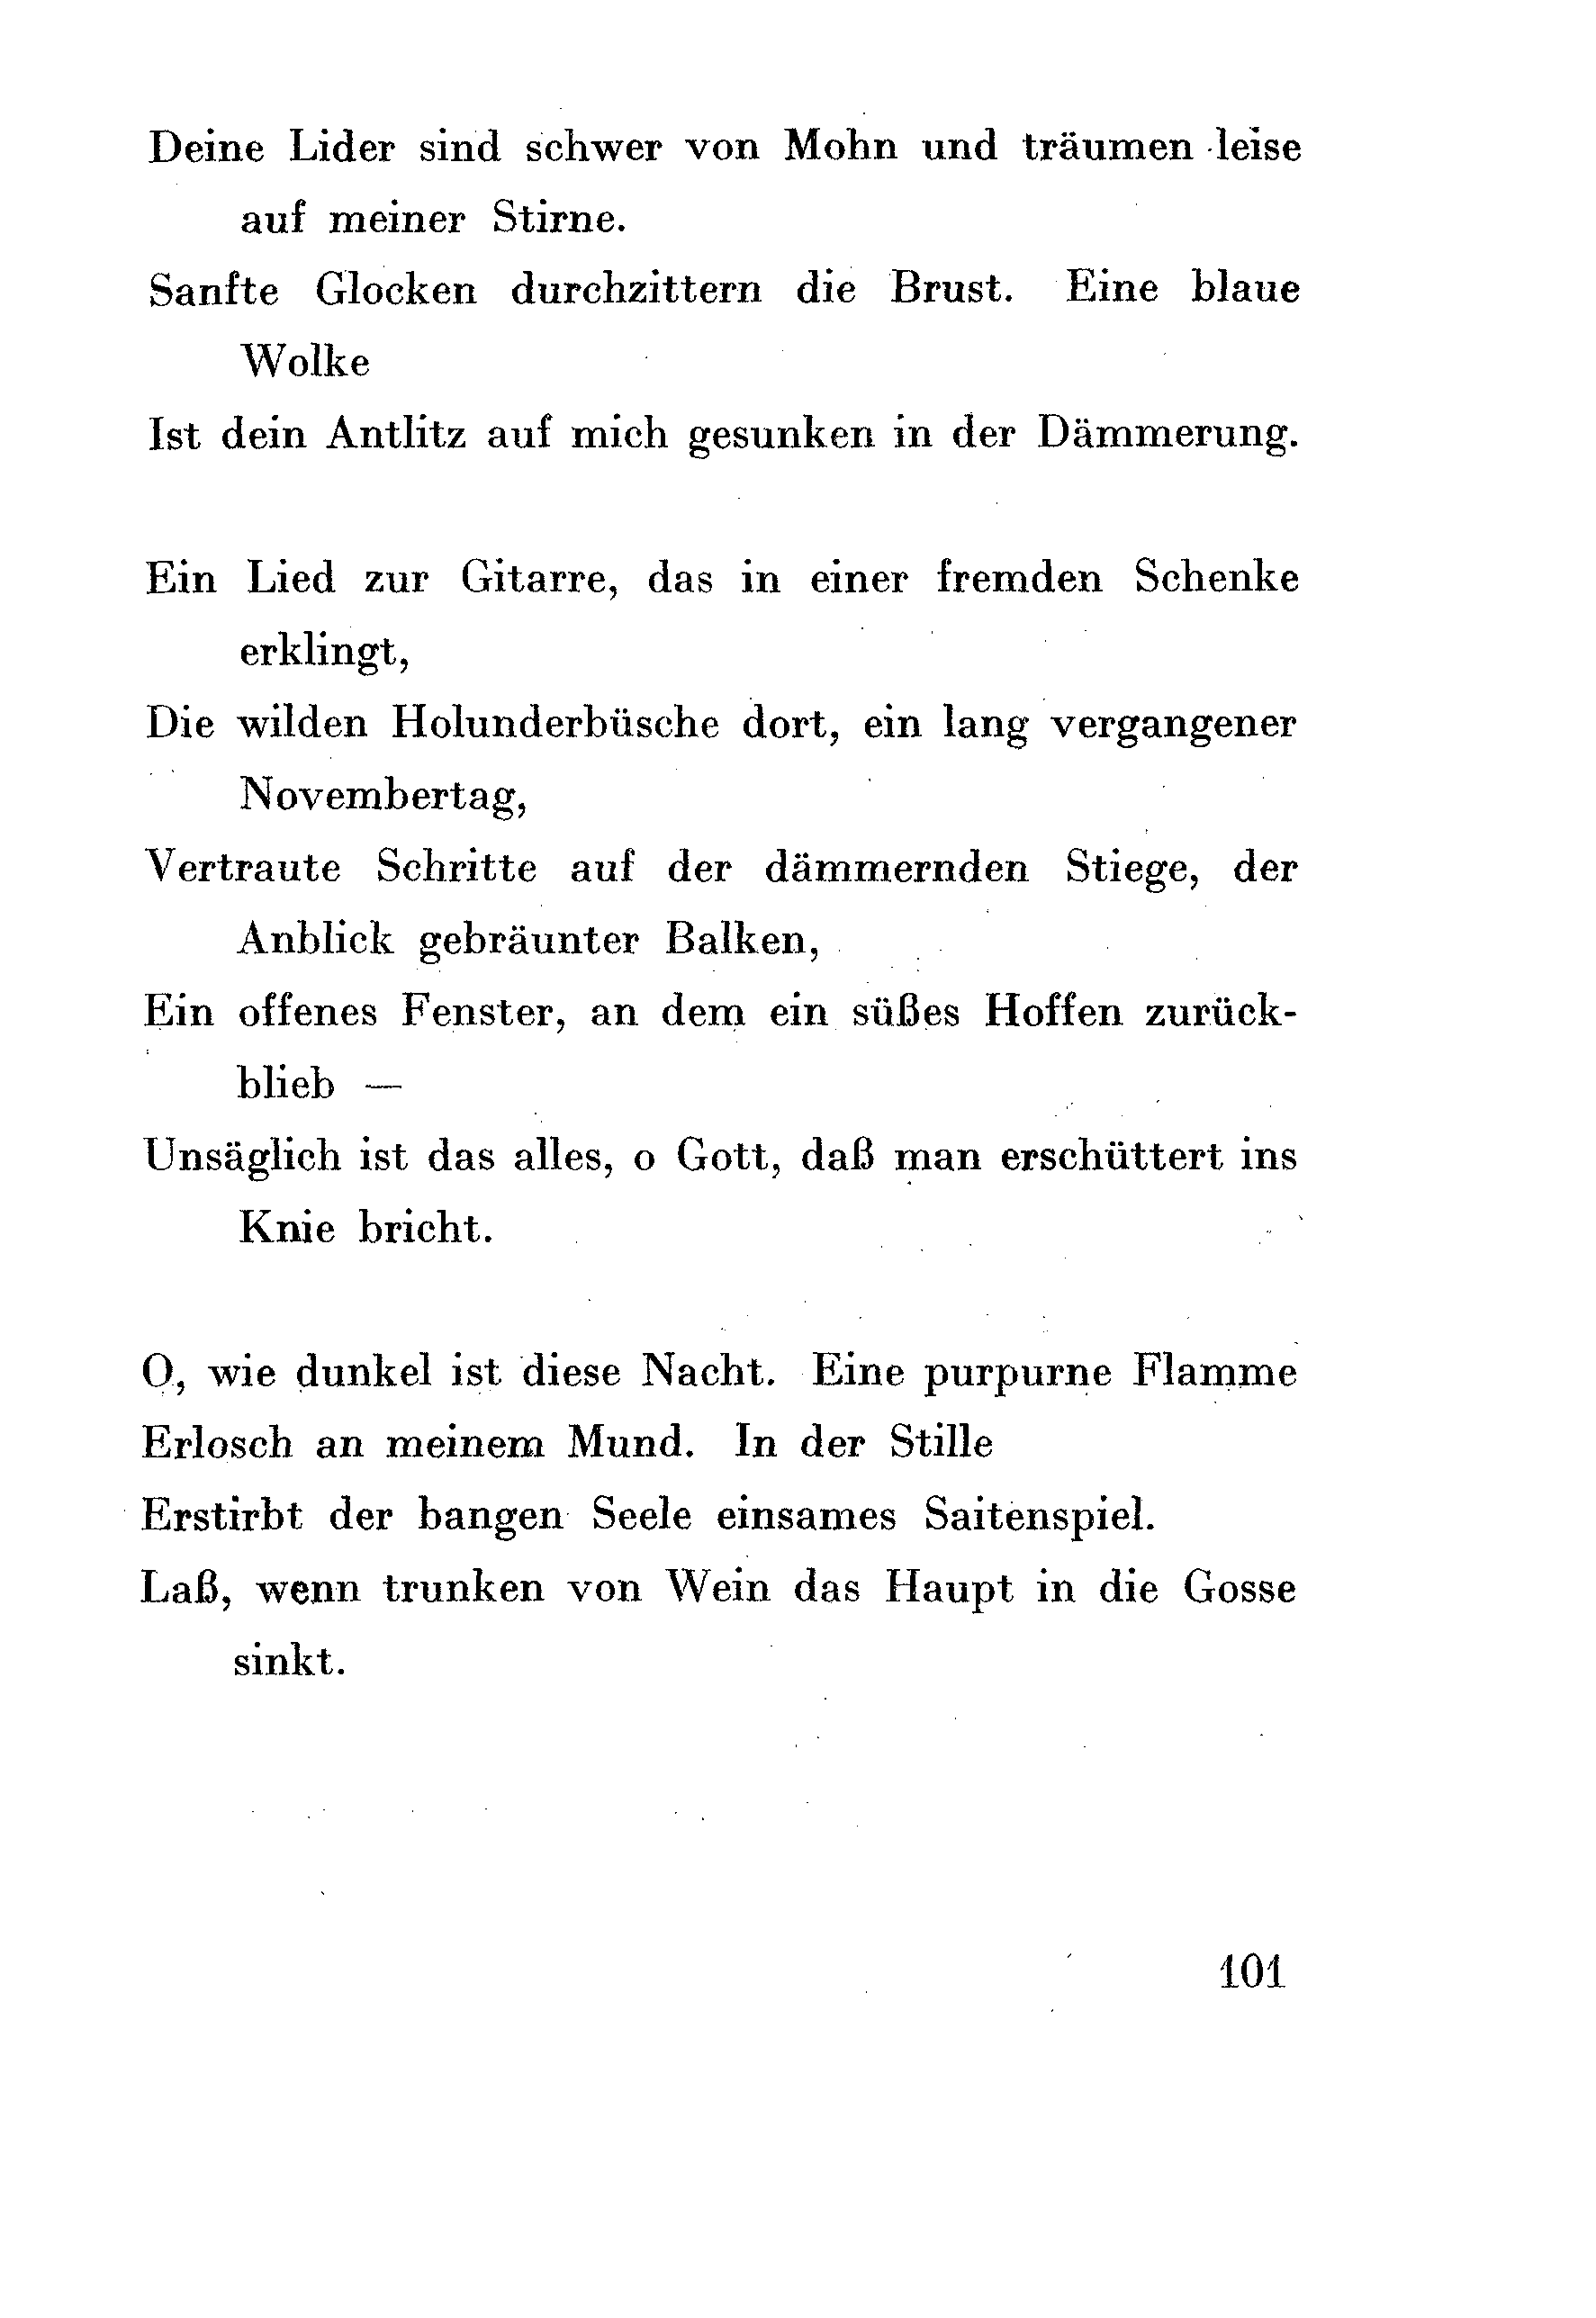 Deine Lider sind schwer von Mohn und träumen leise
auf meiner Stirne.
Sanfte Glocken durchzittern die Brust. Eine blaue
Wolke
Ist dein Antlitz auf mich gesunken in der Dämmerung.
Ein Lied zur Gitarre, das in einer fremden Schenke
erklingt,
Die wilden Holunderbüsche dort, ein lang vergangener
Novembertag,
Vertraute Schritte auf der dämmernden Stiege, der
Anblick gebräunter Balken,
Ein offenes Fenster, an dem ein süßes Hoffen zurück-
blieb —
Unsäglich ist das alles, o Gott, daß man erschüttert ins
Knie bricht.
O, wie dunkel ist diese Nacht. Eine purpurne Flamme
Erlosch an meinem Mund. In der Stille
Erstirbt der bangen Seele einsames Saitenspiel.
Laß, wenn trunken von Wein das Haupt in die Gosse
sinkt.
101